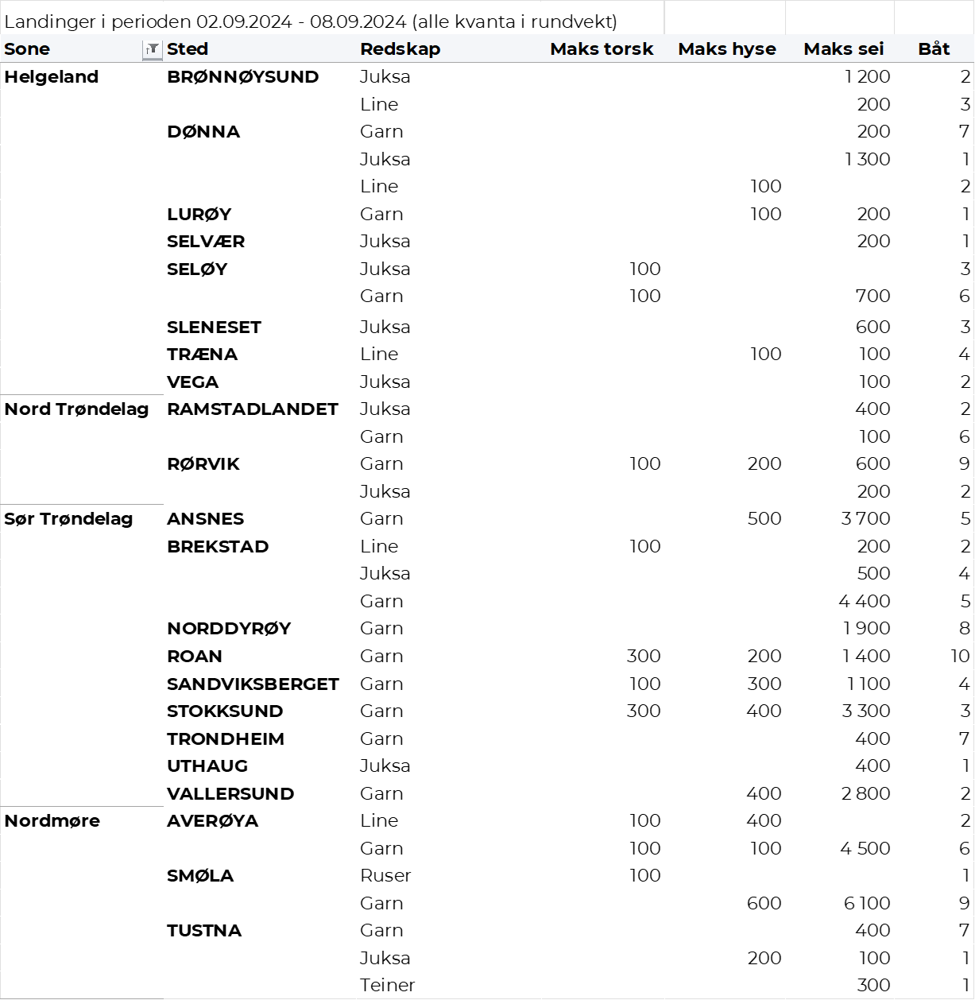 Landinger i perioden 02.09.2024 - 08.09.2024 (alle kvanta i rundvekt)
Sone Sted Redskap Maks torsk Maks hyse Maks sei Båt
Helgeland BRØNNØYSUND Juksa 1 200 2
Line 200 3
DØNNA Garn 200 7
Juksa 1 300 1
Line 100 2
LURØY Garn 100 200 1
SELVÆR Juksa 200 1
SELØY Juksa 100 3
Garn 100 700 6
SLENESET Juksa 600 3
TRÆNA Line 100 100 4
VEGA Juksa 100 2
Nord Trøndelag RAMSTADLANDET Juksa 400 2
Garn 100 6
RØRVIK Garn 100 200 600 9
Juksa 200 2
Sør Trøndelag ANSNES Garn 500 3 700 5
BREKSTAD Line 100 200 2
Juksa 500 4
Garn 4 400 5
NORDDYRØY Garn 1 900 8
ROAN Garn 300 200 1 400 10
SANDVIKSBERGET Garn 100 300 1 100 4
STOKKSUND Garn 300 400 3 300 3
TRONDHEIM Garn 400 7
UTHAUG Juksa 400 1
VALLERSUND Garn 400 2 800 2
Nordmøre AVERØYA Line 100 400 2
Garn 100 100 4 500 6
SMØLA Ruser 100 1
Garn 600 6 100 9
TUSTNA Garn 400 7
Juksa 200 100 1
Teiner 300 1